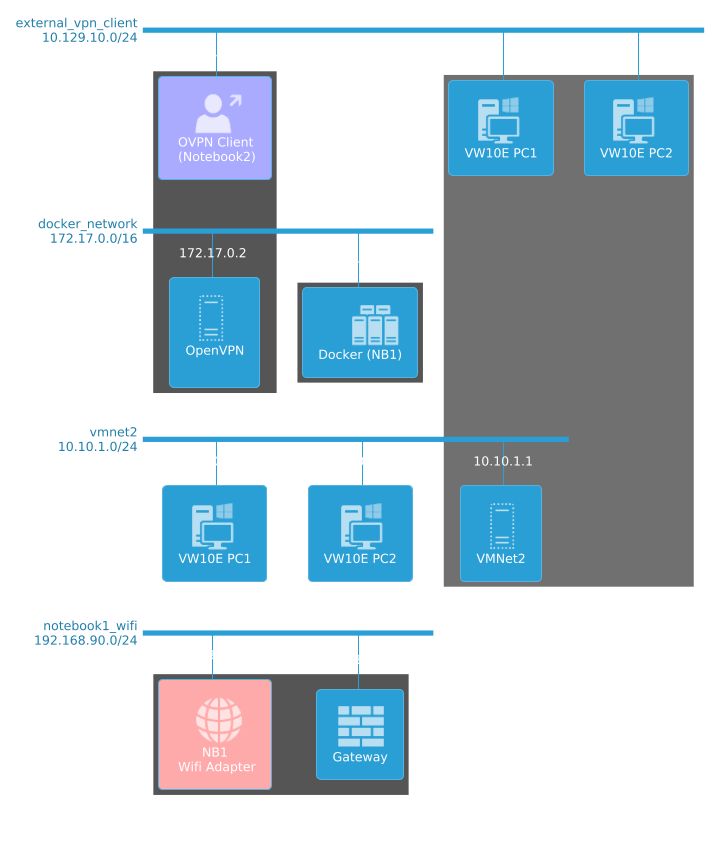 external_vpn_client
10.129.10.0/24
OVPN Client
(Notebook2)
VW10E PC1
VW10E PC2
docker_network
172.17.0.0/16
172.17.0.2
OpenVPN
Docker (NB1)
vmnet2
10.10.1.0/24
10.10.1.1
VW10E PC1
VW10E PC2
VMNet2
notebook1_wifi
192.168.90.0/24
NB1
Wifi Adapter
Gateway